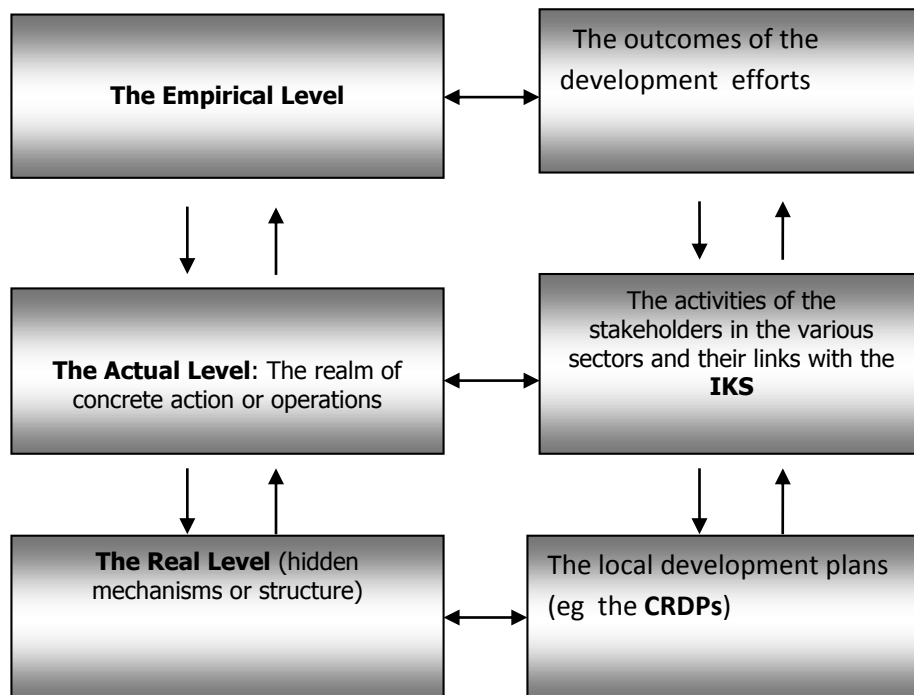 The Empirical Level
The outcomes of the
development efforts
The Actual Level: The realm of
concrete action or operations
The activities of the
stakeholders in the various
sectors and their links with the
IKS
The Real Level (hidden
mechanisms or structure)
The local development plans
(eg the CRDPs)